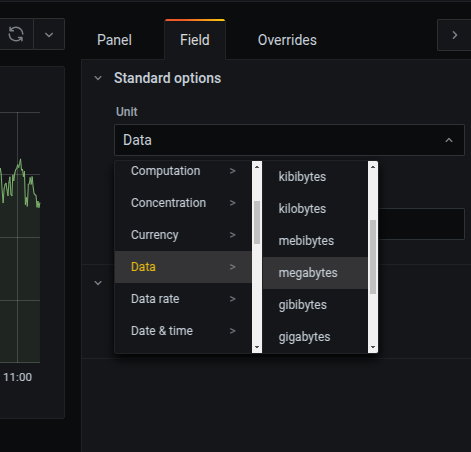 Panel
Field
Overrides
Standard options
Unit
Data
Computation >
Concentration >
Currency >
Data >
Data rate >
Date & time >
kibibytes
kilobytes
mebibytes
megabytes
gibibytes
gigabytes
11:00